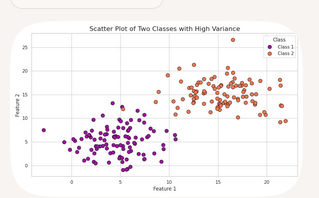 Scatter Plot of Two Classes with High Variance
Class
Class 1
Class 2
25
20
15
10
5
0
Feature 2
0
5
10
15
20
Feature 1